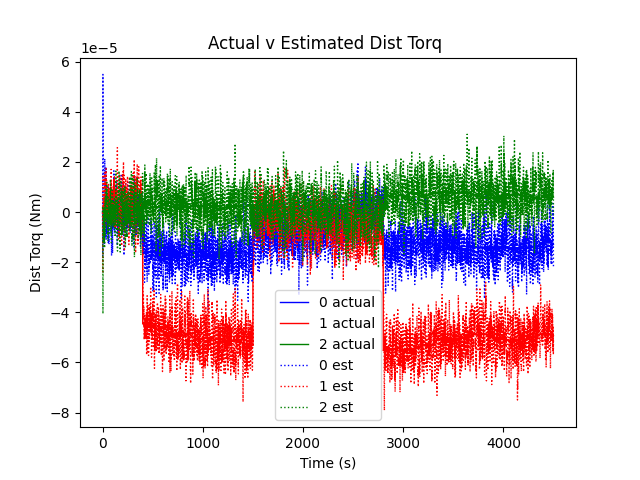 Actual v Estimated Dist Torq
1e−5
6
4
2
0
−2
−4
−6
−8
Dist Torq (Nm)
0 actual
1 actual
2 actual
0 est
1 est
2 est
0 1000 2000 3000 4000
Time (s)